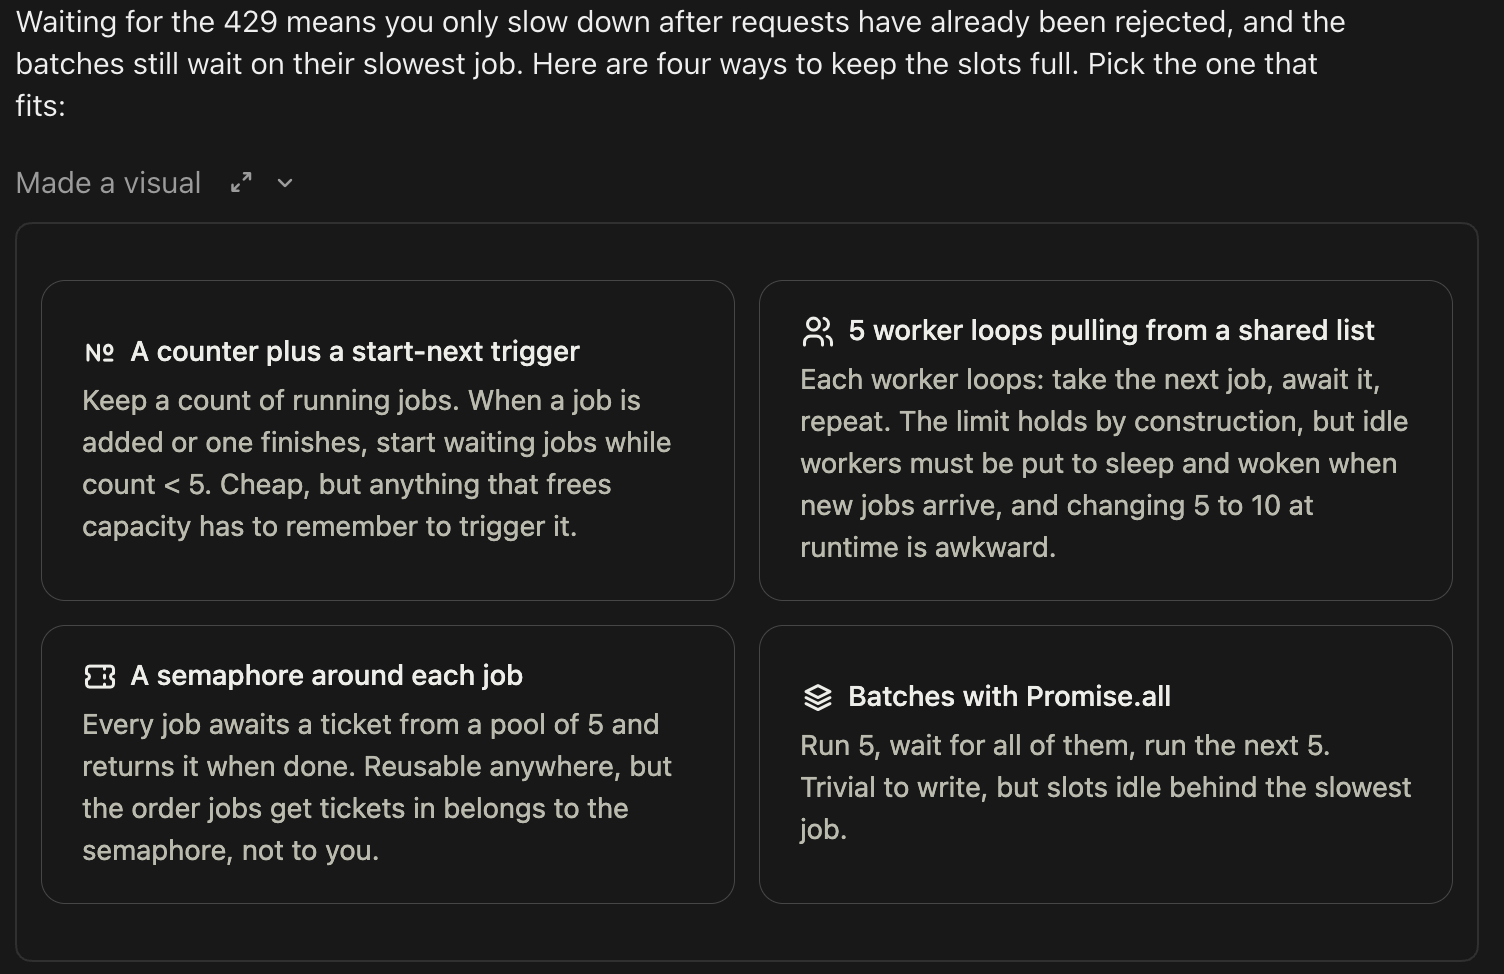 Waiting for the 429 means you only slow down after requests have already been rejected, and the
batches still wait on their slowest job. Here are four ways to keep the slots full. Pick the one that
fits:
Made a visual
№ A counter plus a start-next trigger
Keep a count of running jobs. When a job is
added or one finishes, start waiting jobs while
count < 5. Cheap, but anything that frees
capacity has to remember to trigger it.
5 worker loops pulling from a shared list
Each worker loops: take the next job, await it,
repeat. The limit holds by construction, but idle
workers must be put to sleep and woken when
new jobs arrive, and changing 5 to 10 at
runtime is awkward.
A semaphore around each job
Every job awaits a ticket from a pool of 5 and
returns it when done. Reusable anywhere, but
the order jobs get tickets in belongs to the
semaphore, not to you.
Batches with Promise.all
Run 5, wait for all of them, run the next 5.
Trivial to write, but slots idle behind the slowest
job.